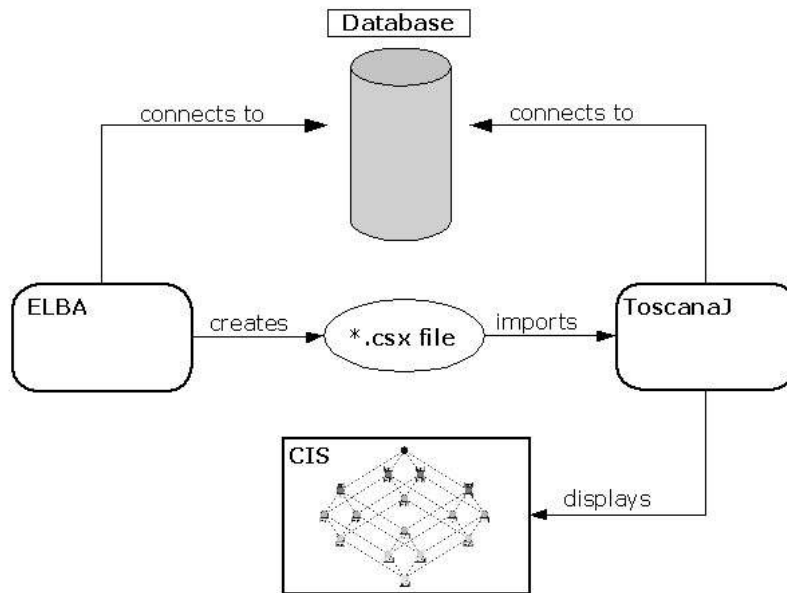 Database
connects to
connects to
ELBA
creates
*.csx file
imports
ToscanaJ
CIS
displays